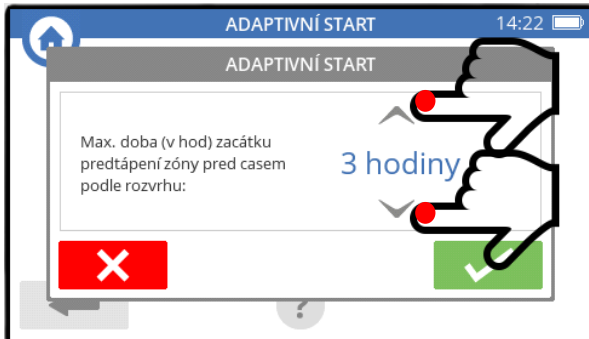 ADAPTIVNÍ START 14:22
ADAPTIVNÍ START
Max. doba (v hod) zacátku
predtápení zóny pred casem
podle rozvrhu:
3 hodiny
?